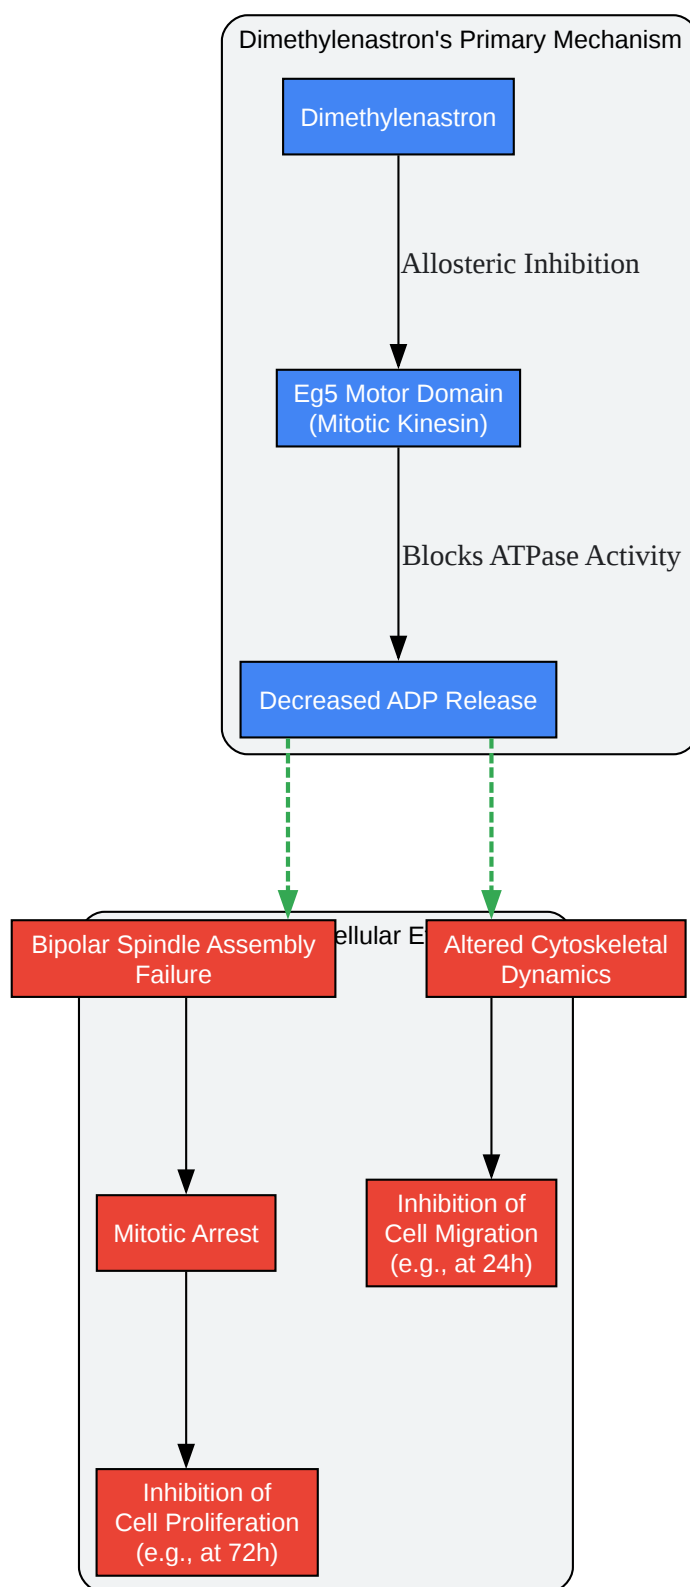 Dimethylenastron's Primary Mechanism
Dimethylenastron
Allosteric Inhibition
Eg5 Motor Domain
(Mitotic Kinesin)
Blocks ATPase Activity
Decreased ADP Release
Bipolar Spindle Assembly
Failure
Altered Cytoskeletal
Dynamics
Mitotic Arrest
Inhibition of
Cell Migration
(e.g., at 24h)
Inhibition of
Cell Proliferation
(e.g., at 72h)